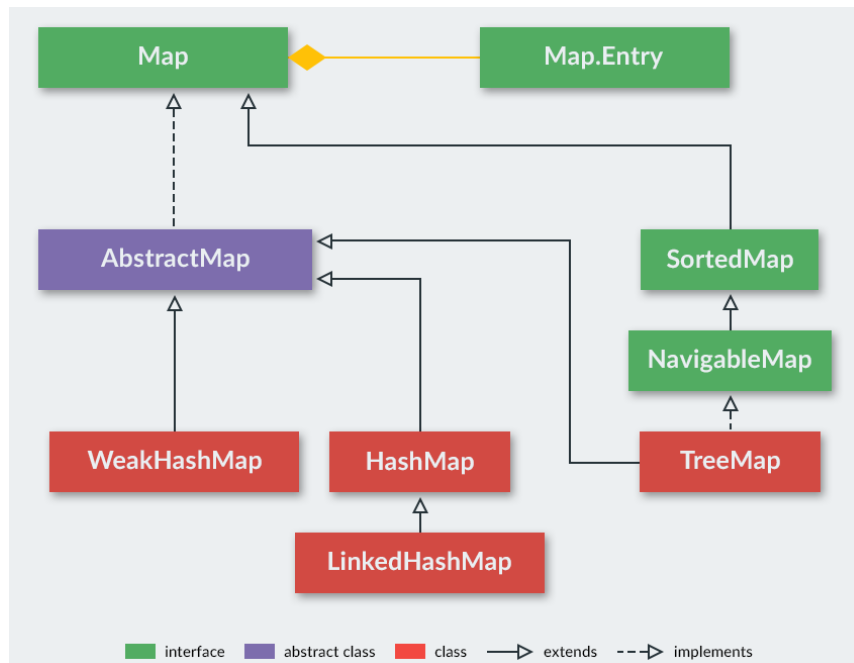 Map
Map.Entry
AbstractMap
SortedMap
NavigableMap
WeakHashMap
HashMap
TreeMap
LinkedHashMap
interface abstract class class extends implements